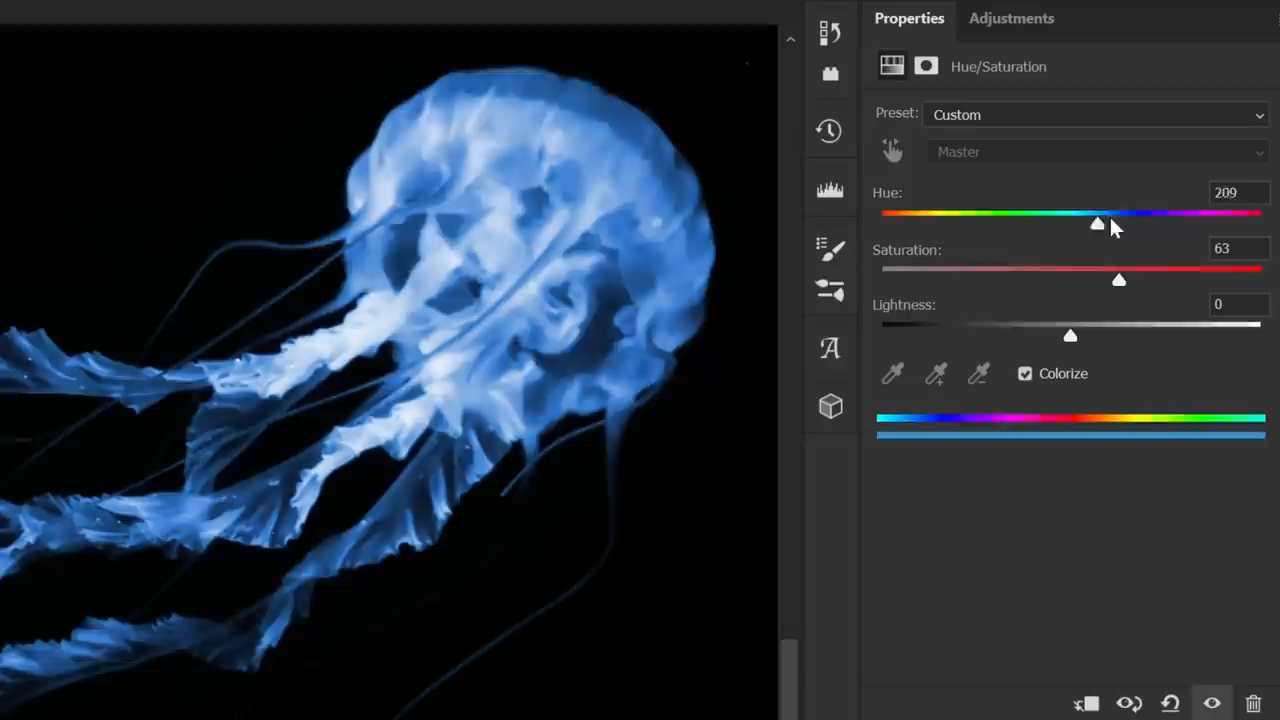 Properties Adjustments
Hue/Saturation
Preset: Custom
Master
Hue: 209
Saturation: 63
Lightness: 0
Colorize